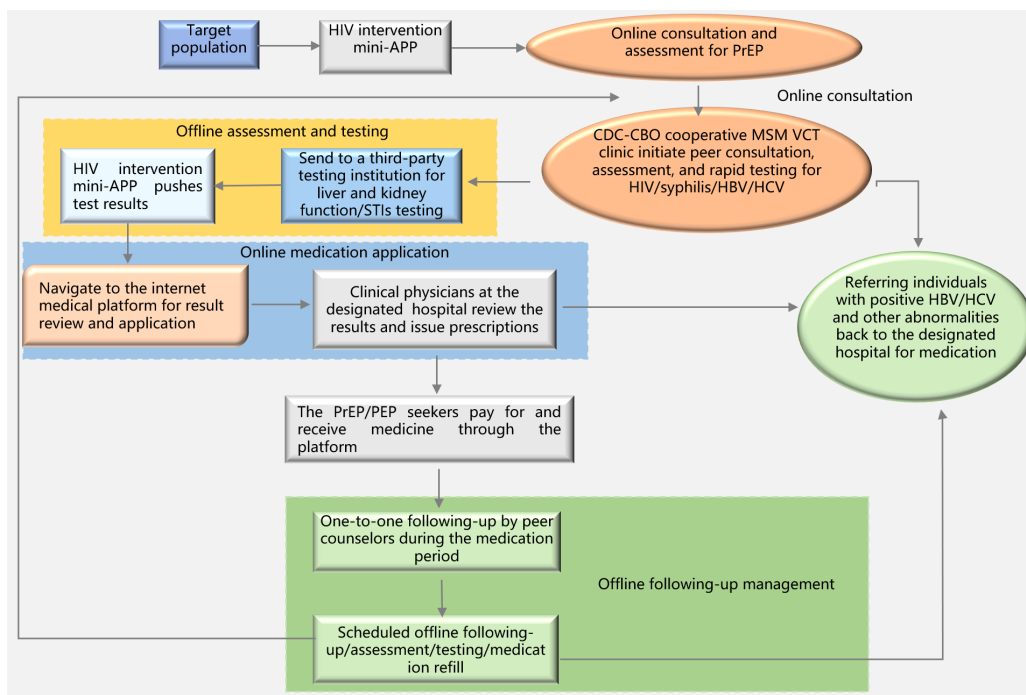 Target
population
HIV intervention
mini-APP
Online consultation and
assessment for PrEP
Online consultation
CDC-CBO cooperative MSM VCT
clinic initiate peer consultation,
assessment, and rapid testing for
HIV/syphilis/HBV/HCV
Offline assessment and testing
HIV intervention
mini-APP pushes
test results
Send to a third-party
testing institution for
liver and kidney
function/STIs testing
Online medication application
Navigate to the internet
medical platform for result
review and application
Clinical physicians at the
designated hospital review the
results and issue prescriptions
Referring individuals
with positive HBV/HCV
and other abnormalities
back to the designated
hospital for medication
The PrEP/PEP seekers pay for and
receive medicine through the
platform
One-to-one following-up by peer
counselors during the medication
period
Offline following-up management
Scheduled offline following-
up/assessment/testing/medicat
ion refill